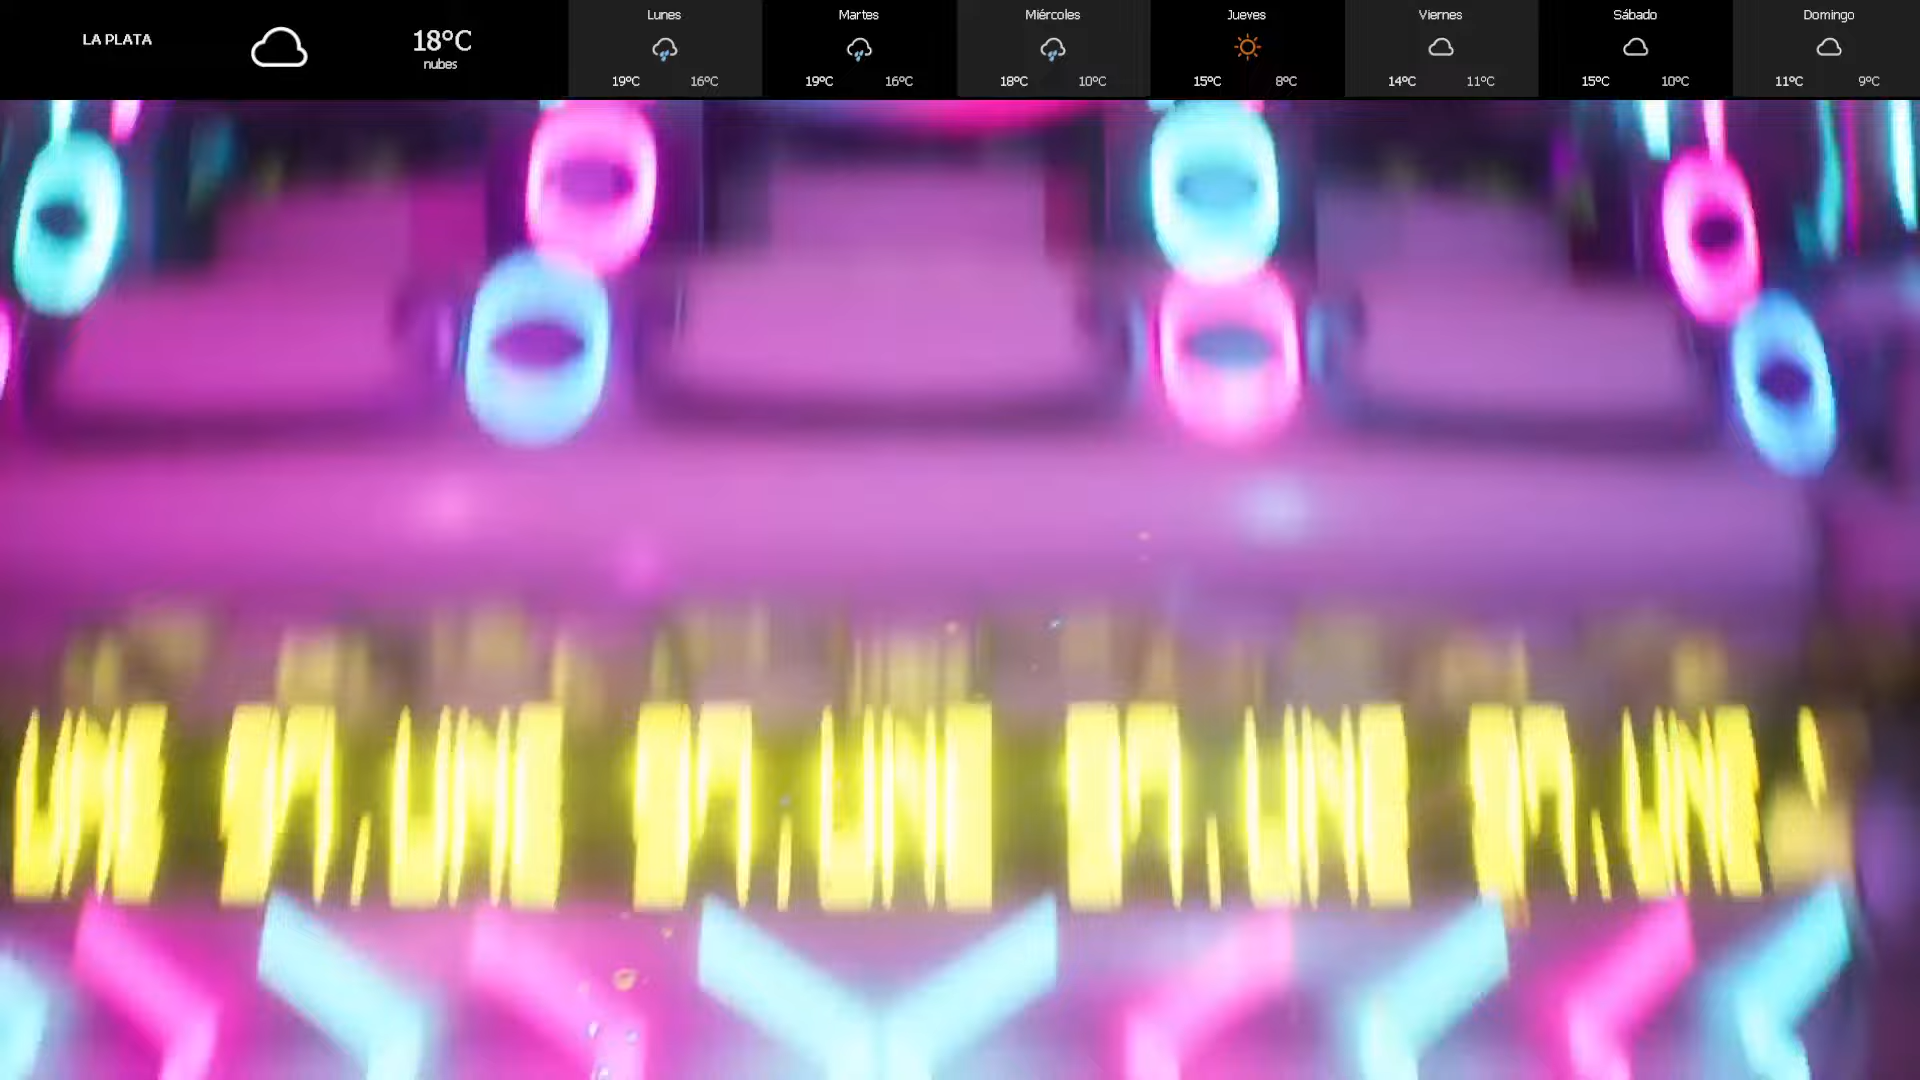 LA PLATA
18°C
nubes
Lunes
19°C 16°C
Martes
19°C 16°C
Miércoles
18°C 10°C
Jueves
15°C 8°C
Viernes
14°C 11°C
Sábado
15°C 10°C
Domingo
11°C 9°C